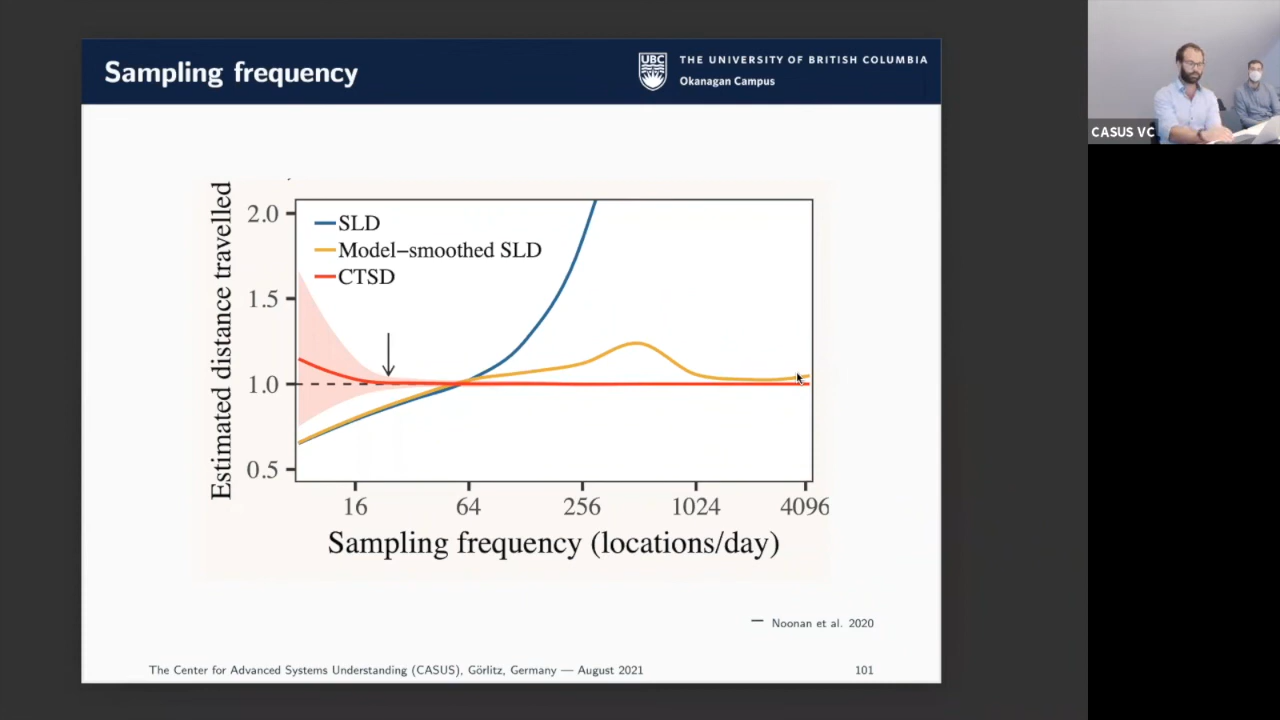 Sampling frequency
UBC
THE UNIVERSITY OF BRITISH COLUMBIA
Okanagan Campus
CASUS VC
Estimated distance travelled
2.0
1.5
1.0
0.5
SLD
Model–smoothed SLD
CTSD
16
64
256
1024
4096
Sampling frequency (locations/day)
— Noonan et al. 2020
The Center for Advanced Systems Understanding (CASUS), Görlitz, Germany — August 2021
101